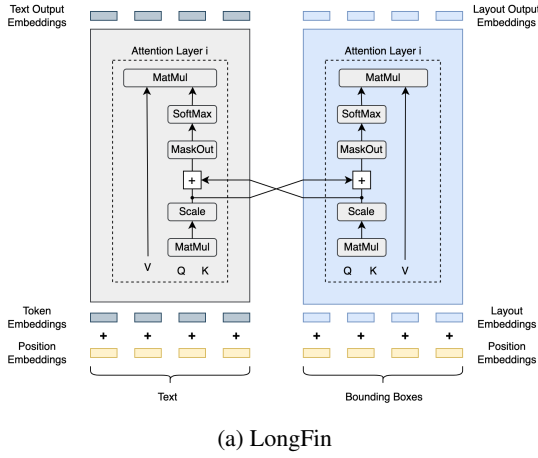 Text Output
Embeddings
Layout Output
Embeddings
Attention Layer i
MatMul
SoftMax
MaskOut
+
Scale
MatMul
V
Q K
Attention Layer i
MatMul
SoftMax
MaskOut
+
Scale
MatMul
Q K
V
Token
Embeddings
Layout
Embeddings
+ + + +
+ + + +
Position
Embeddings
Position
Embeddings
Text
Bounding Boxes
(a) LongFin